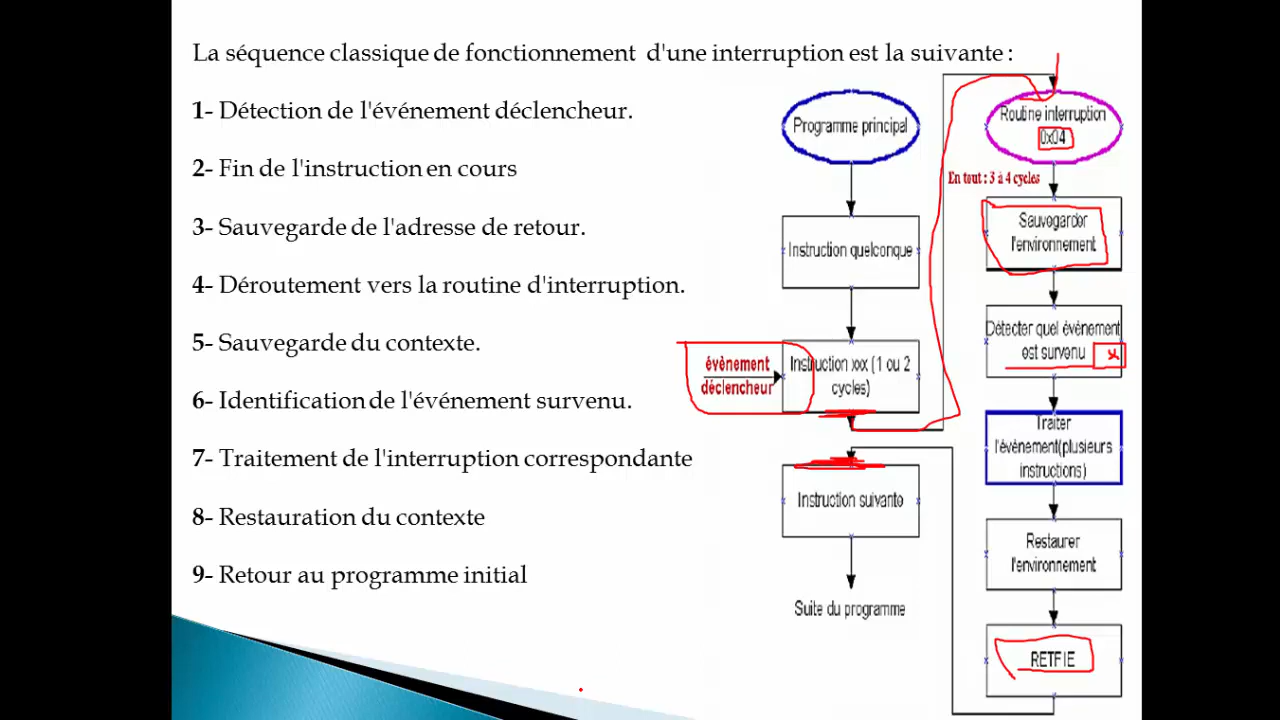 La séquence classique de fonctionnement d'une interruption est la suivante :
1- Détection de l'événement déclencheur.
2- Fin de l'instruction en cours
3- Sauvegarde de l'adresse de retour.
4- Déroutement vers la routine d'interruption.
5- Sauvegarde du contexte.
6- Identification de l'événement survenu.
7- Traitement de l'interruption correspondante
8- Restauration du contexte
9- Retour au programme initial
Programme principal
Instruction quelconque
évènement
déclencheur
Instruction xxx (1 ou 2
cycles)
Instruction suivante
Suite du programme
Routine interruption
0x04
En tout : 3 à 4 cycles
Sauvegarder
l'environnement
Détecter quel évènement
est survenu
Traiter
l'évènement(plusieurs
instructions)
Restaurer
l'environnement
RETFIE